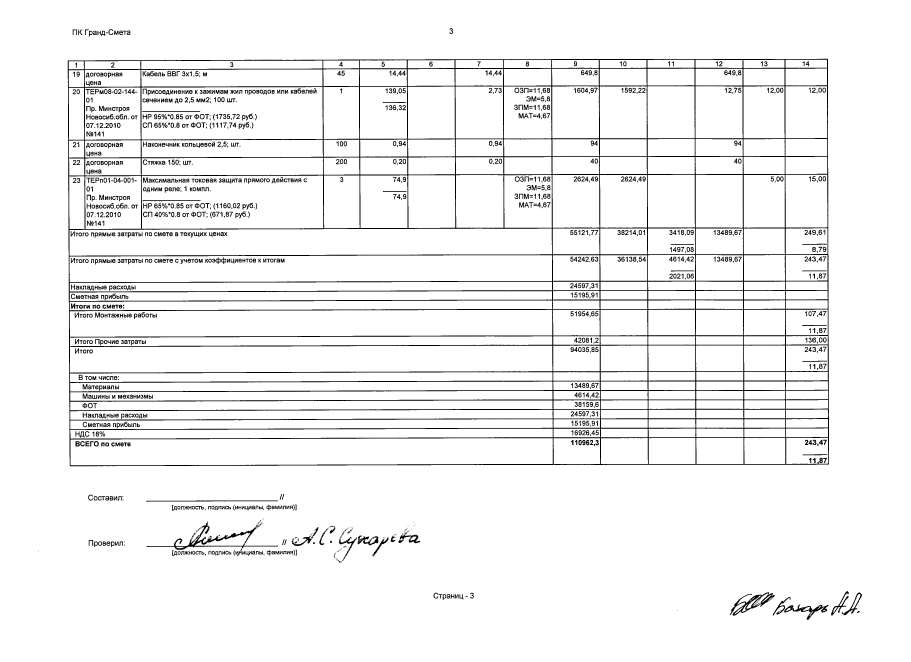 ПК Гранд-Смета
3
1 2 3 4 5 6 7 8 9 10 11 12 13 14
19 договорная цена Кабель ВВГ 3х1,5; м 45 14,44 14,44 649,8 649,8
20 ТЕРм08-02-144-01 Присоединение к зажимам жил проводов или кабелей 1 139,05 2,73 ОЗП=11,68 1604,97 1592,22 12,75 12,00 12,00
сечением до 2,5 мм2; 100 шт. ЭМ=5,8
Пр. Минстроя 136,32 ЗПМ=11,68
Новосиб.обл. от НР 95%*0.85 от ФОТ; (1735,72 руб.) МАТ=4,67
07.12.2010 СП 65%*0.8 от ФОТ; (1117,74 руб.)
№141
21 договорная цена Наконечник кольцевой 2,5; шт. 100 0,94 0,94 94 94
22 договорная цена Стяжка 150; шт. 200 0,20 0,20 40 40
23 ТЕРп01-04-001-01 Максимальная токовая защита прямого действия с 3 74,9 ОЗП=11,68 2624,49 2624,49 5,00 15,00
одним реле; 1 компл. ЭМ=5,8
Пр. Минстроя 74,9 ЗПМ=11,68
Новосиб.обл. от НР 65%*0.85 от ФОТ; (1160,02 руб.) МАТ=4,67
07.12.2010 СП 40%*0.8 от ФОТ; (671,87 руб.)
№141
Итого прямые затраты по смете в текущих ценах 55121,77 38214,01 3418,09 13489,67 249,61
1497,08 8,79
Итого прямые затраты по смете с учетом коэффициентов к итогам 54242,63 36138,54 4614,42 13489,67 243,47
2021,06 11,87
Накладные расходы 24597,31
Сметная прибыль 15195,91
Итоги по смете:
Итого Монтажные работы 51954,65 107,47
11,87
Итого Прочие затраты 42081,2 136,00
Итого 94035,85 243,47
11,87
В том числе:
Материалы 13489,67
Машины и механизмы 4614,42
ФОТ 38159,6
Накладные расходы 24597,31
Сметная прибыль 15195,91
НДС 18% 16926,45
ВСЕГО по смете 110962,3 243,47
11,87
Составил: //
[должность, подпись (инициалы, фамилия)]
Проверил: // А.С. Сухарева
[должность, подпись (инициалы, фамилия)]
Страниц - 3